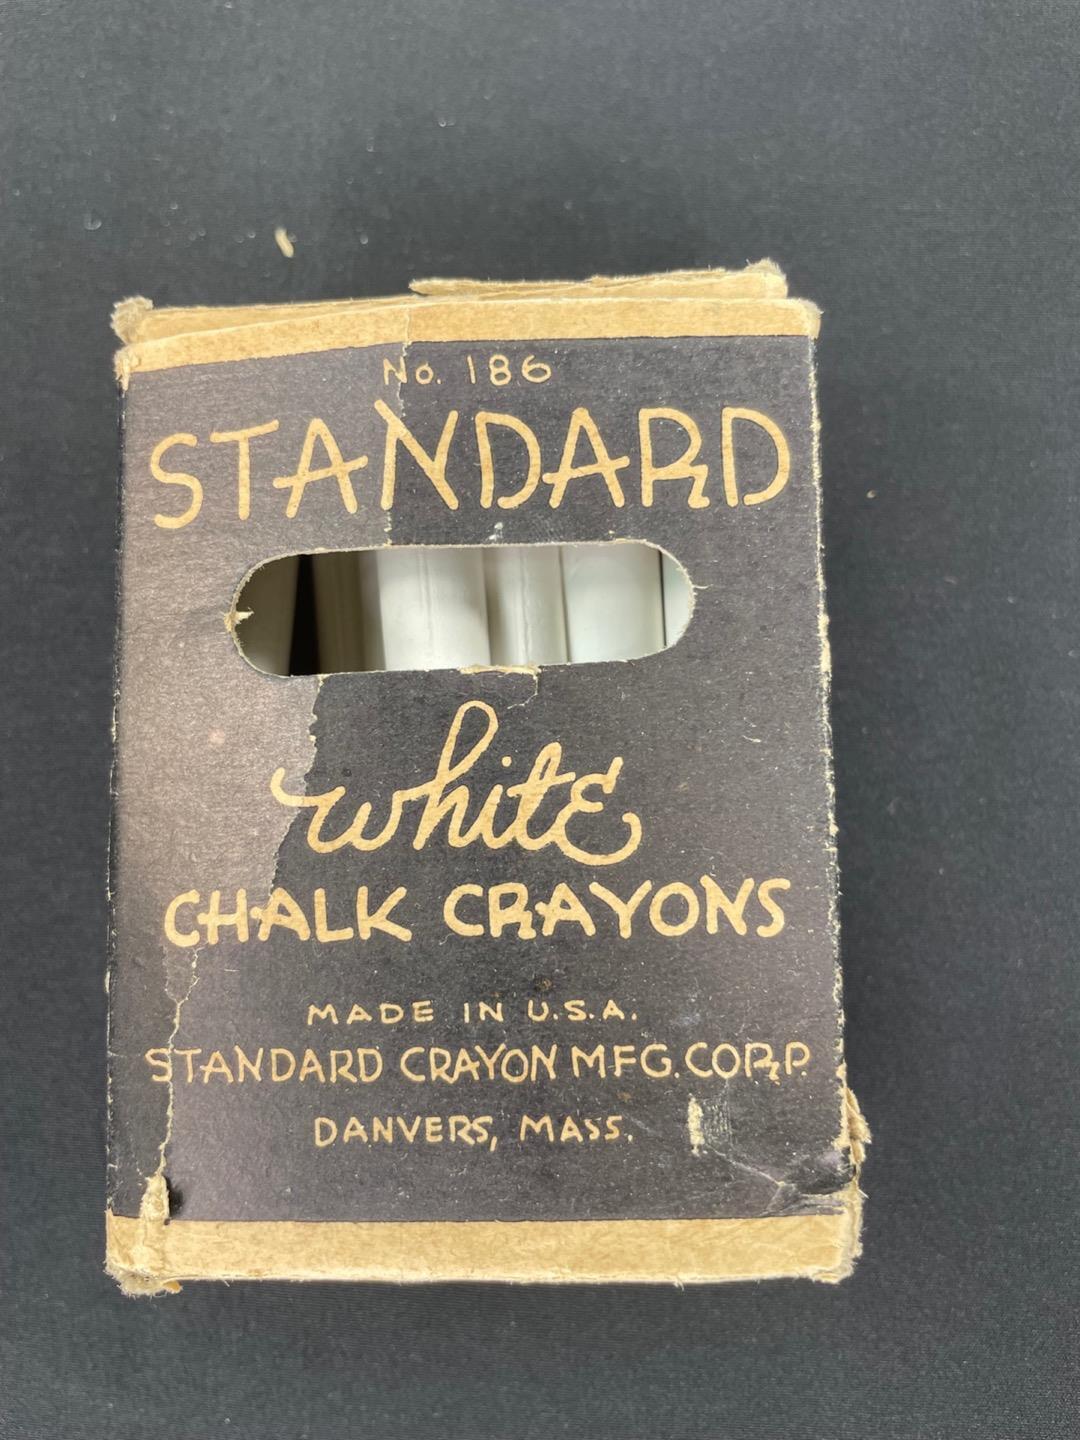 No. 186
STANDARD
white
CHALK CRAYONS
MADE IN U.S.A.
STANDARD CRAYON MFG. CORP.
DANVERS, MASS.